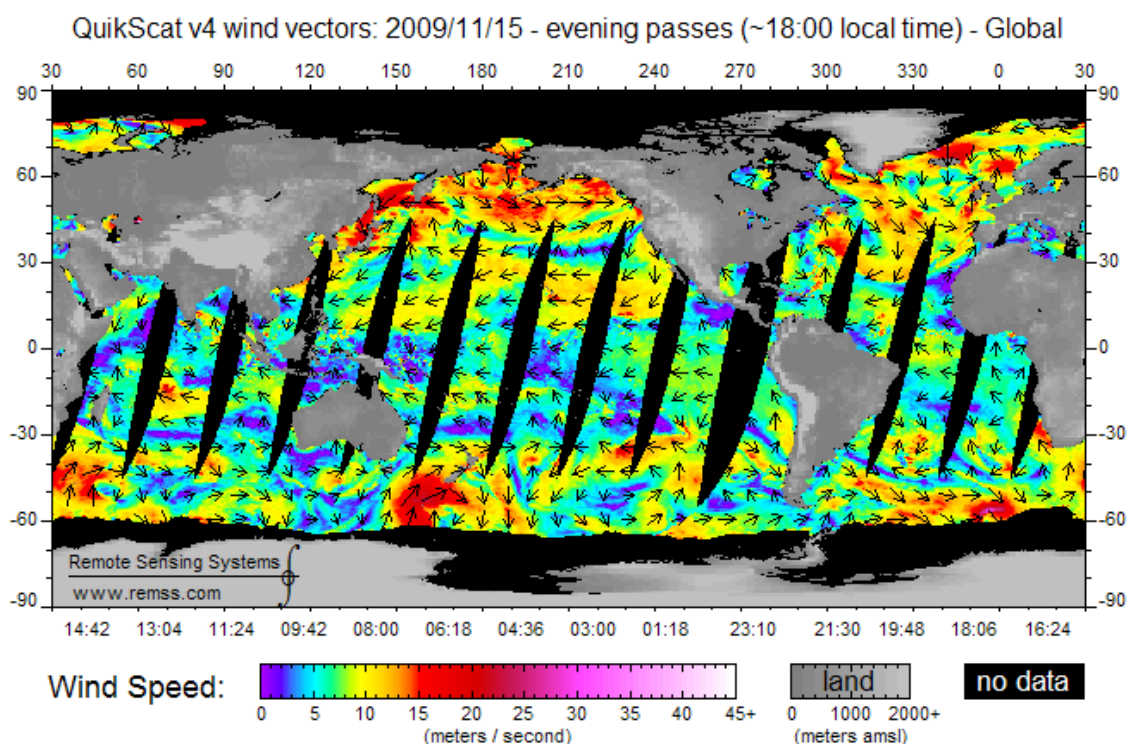 QuikScat v4 wind vectors: 2009/11/15 - evening passes (~18:00 local time) - Global
30 60 90 120 150 180 210 240 270 300 330 0 30
90 90
60 60
30 30
0 0
-30 -30
-60 -60
-90 -90
Remote Sensing Systems
www.remss.com
14:42 13:04 11:24 09:42 08:00 06:18 04:36 03:00 01:18 23:10 21:30 19:48 18:06 16:24
Wind Speed:
0 5 10 15 20 25 30 35 40 45+
(meters / second)
land
0 1000 2000+
(meters amsl)
no data